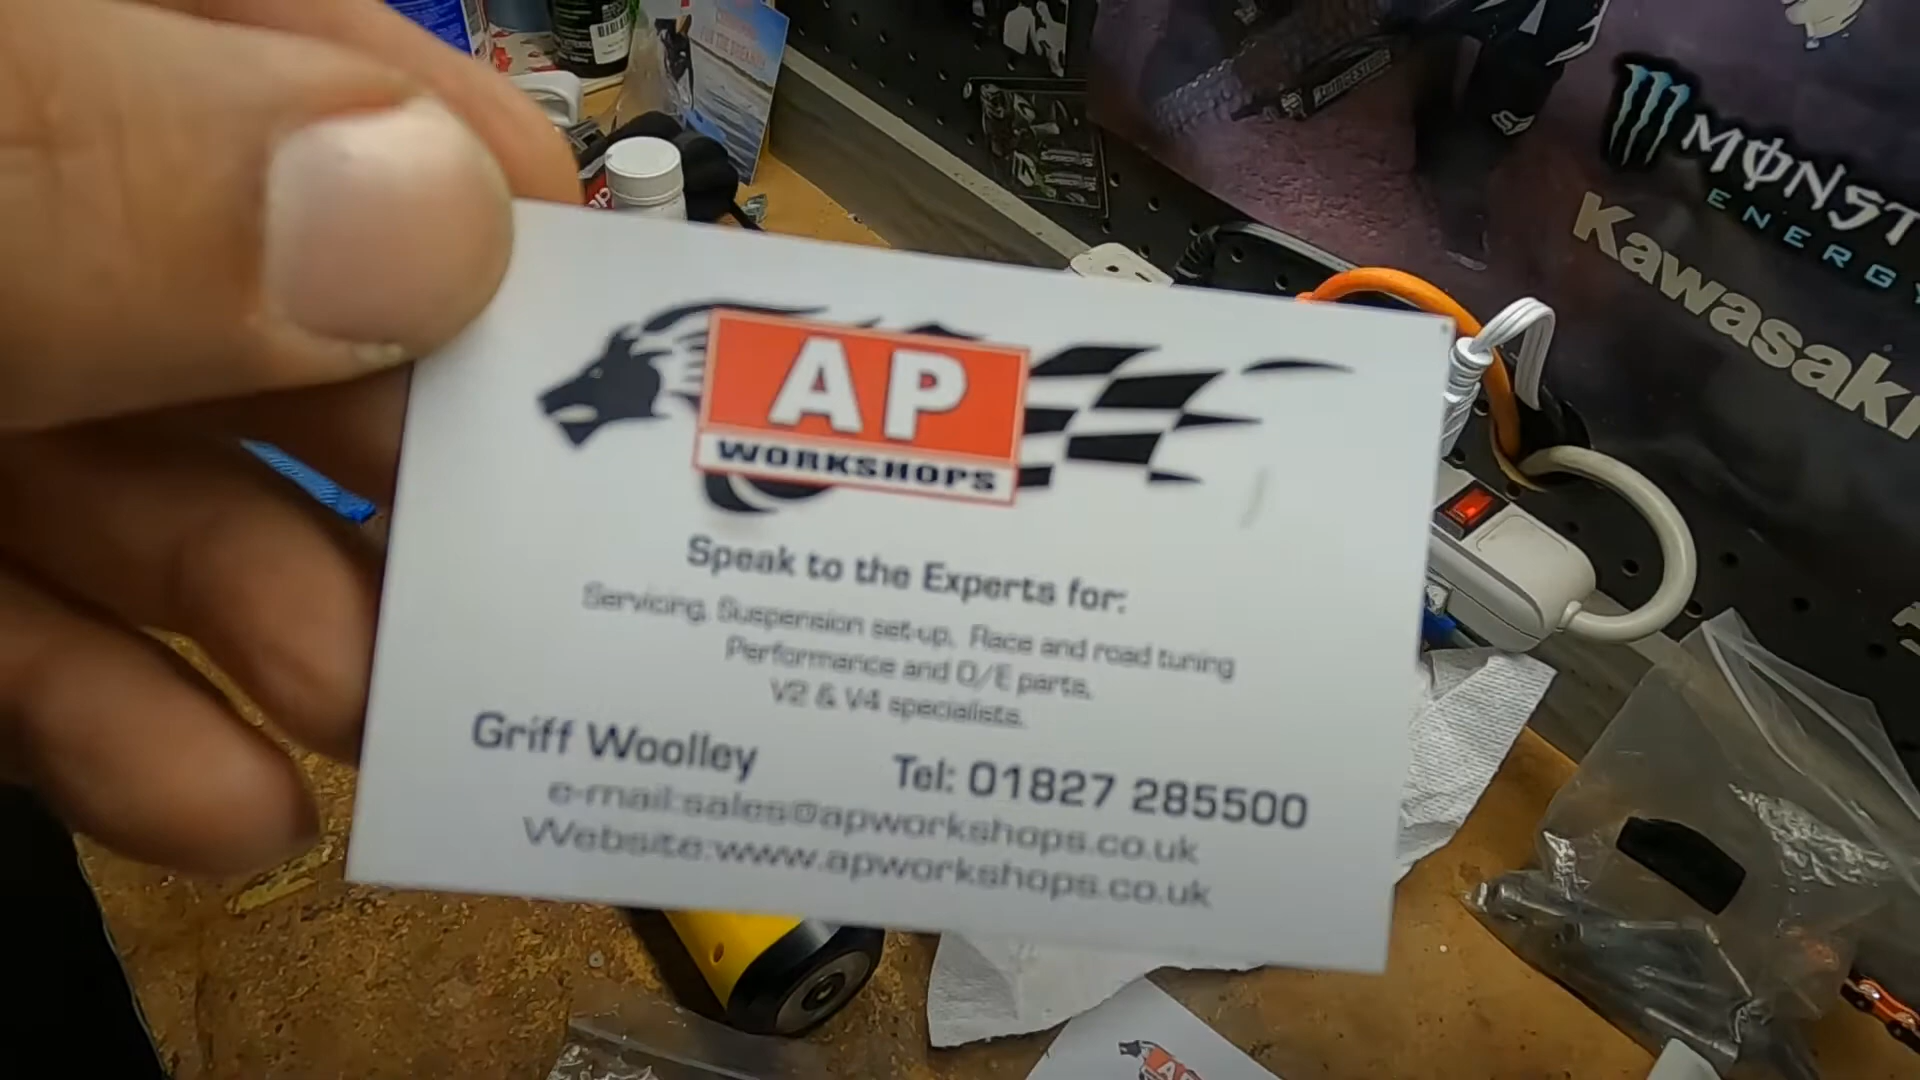 AP
WORKSHOPS
Speak to the Experts for:
Servicing, Suspension set-up, Race and road tuning
Performance and O/E parts.
V2 & V4 specialists.
Griff Woolley
Tel: 01827 285500
e-mail:sales@apworkshops.co.uk
Website:www.apworkshops.co.uk
MONST
ENERGY
Kawasaki
BRIDGESTONE